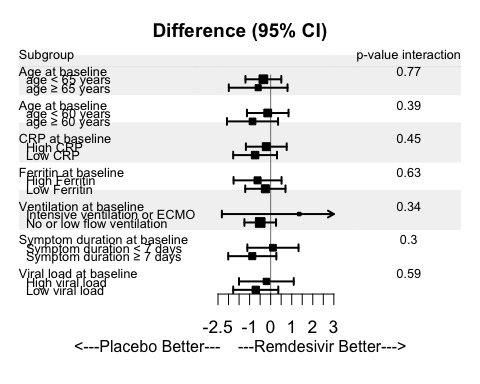 Difference (95% CI)
Subgroup p-value interaction
Age at baseline 0.77
age < 65 years
age ≥ 65 years
Age at baseline 0.39
age < 60 years
age ≥ 60 years
CRP at baseline 0.45
High CRP
Low CRP
Ferritin at baseline 0.63
High Ferritin
Low Ferritin
Ventilation at baseline 0.34
Intensive ventilation or ECMO
No or low flow ventilation
Symptom duration at baseline 0.3
Symptom duration < 7 days
Symptom duration ≥ 7 days
Viral load at baseline 0.59
High viral load
Low viral load
-2.5 -1 0 1 2 3
<---Placebo Better--- ---Remdesivir Better--->